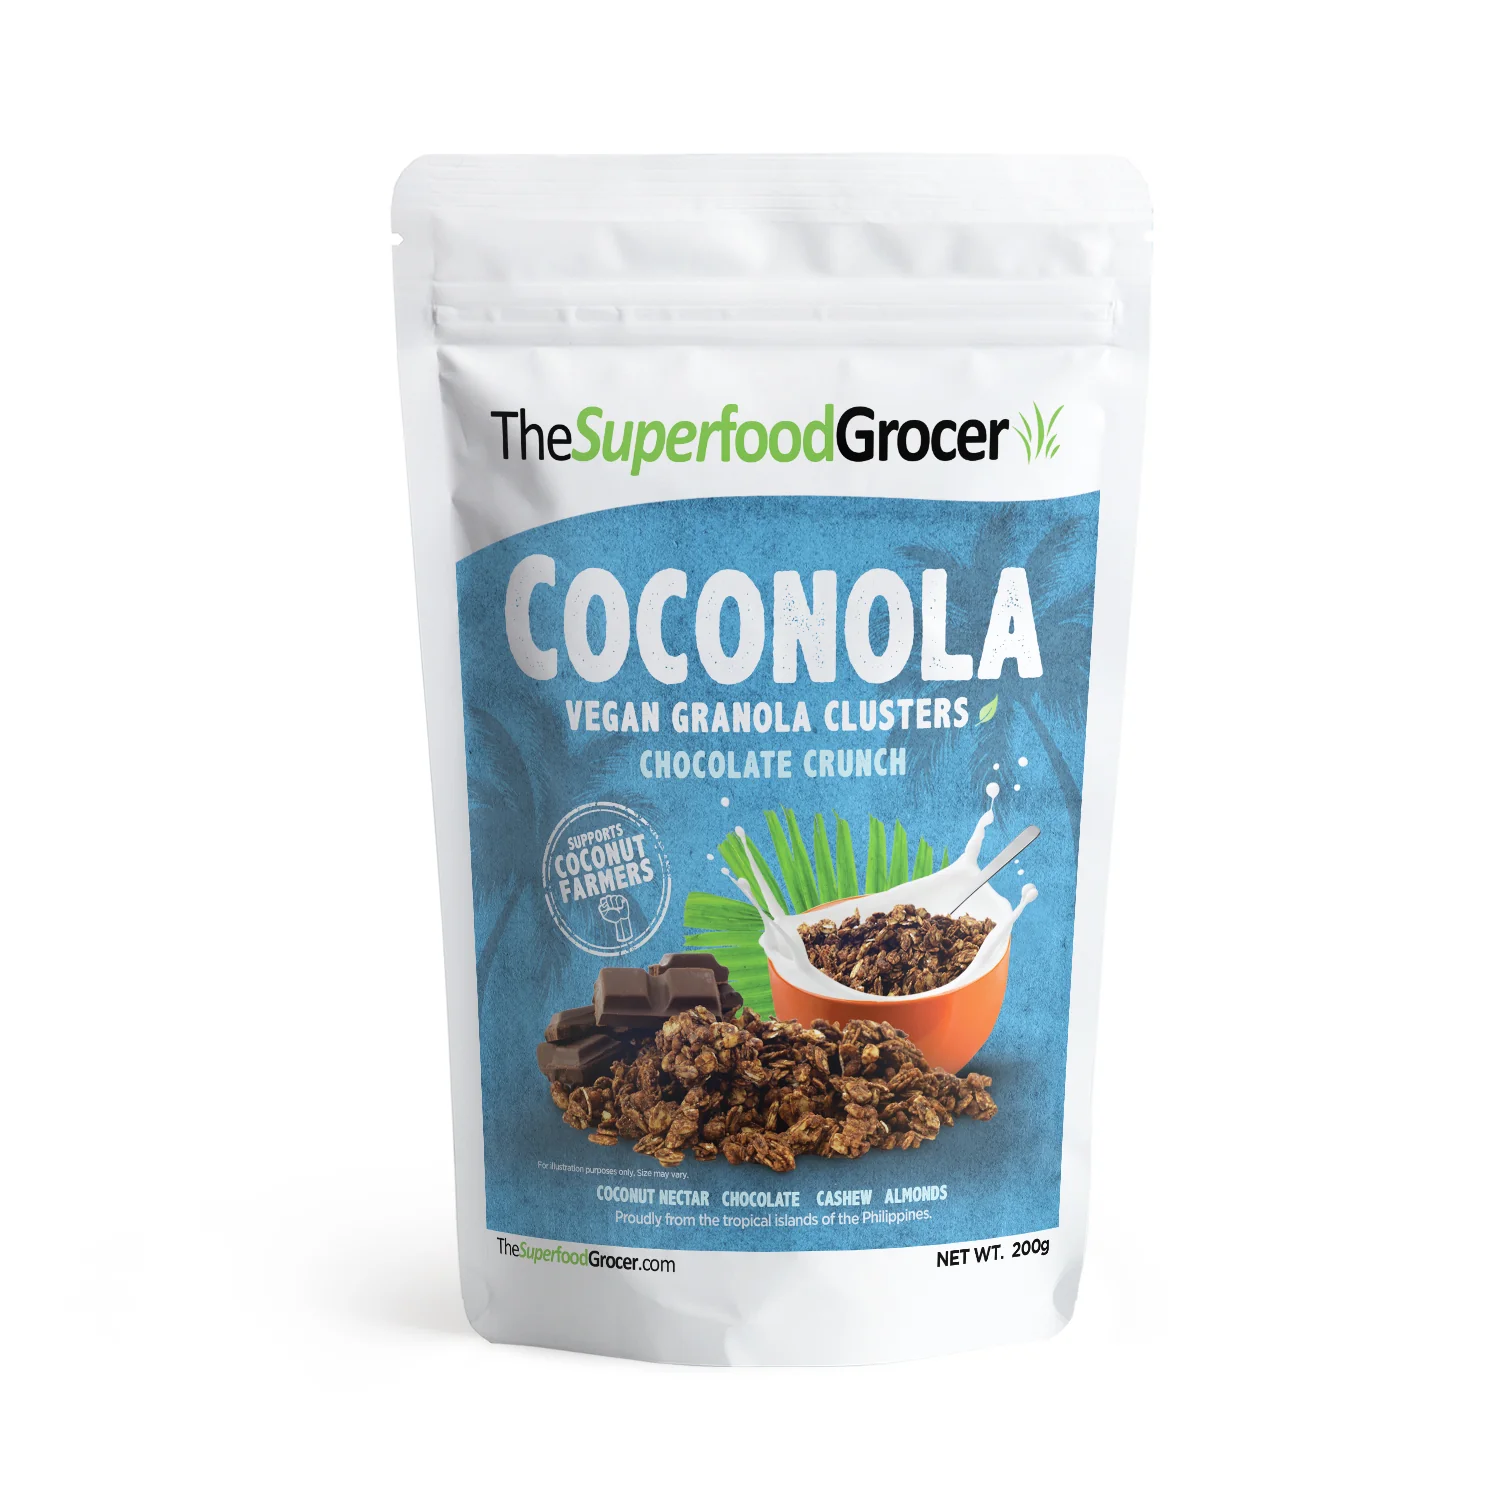 TheSuperfoodGrocer
COCONOLA
VEGAN GRANOLA CLUSTERS
CHOCOLATE CRUNCH
SUPPORTS
COCONUT
FARMERS
For illustration purposes only. Size may vary.
COCONUT NECTAR CHOCOLATE CASHEW ALMONDS
Proudly from the tropical islands of the Philippines.
TheSuperfoodGrocer.com
NET WT. 200g